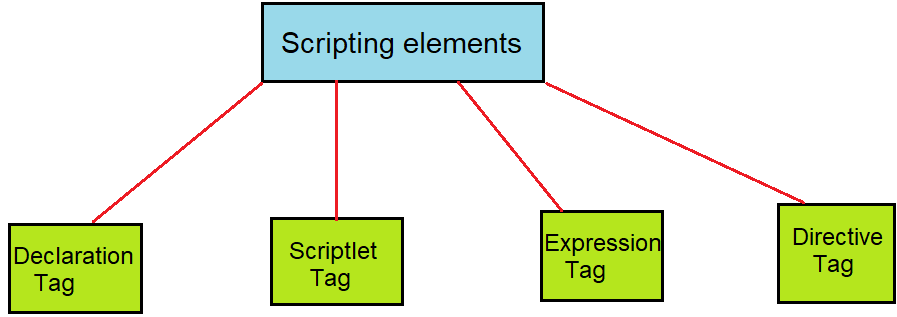 Scripting elements
Declaration
Tag
Scriptlet
Tag
Expression
Tag
Directive
Tag